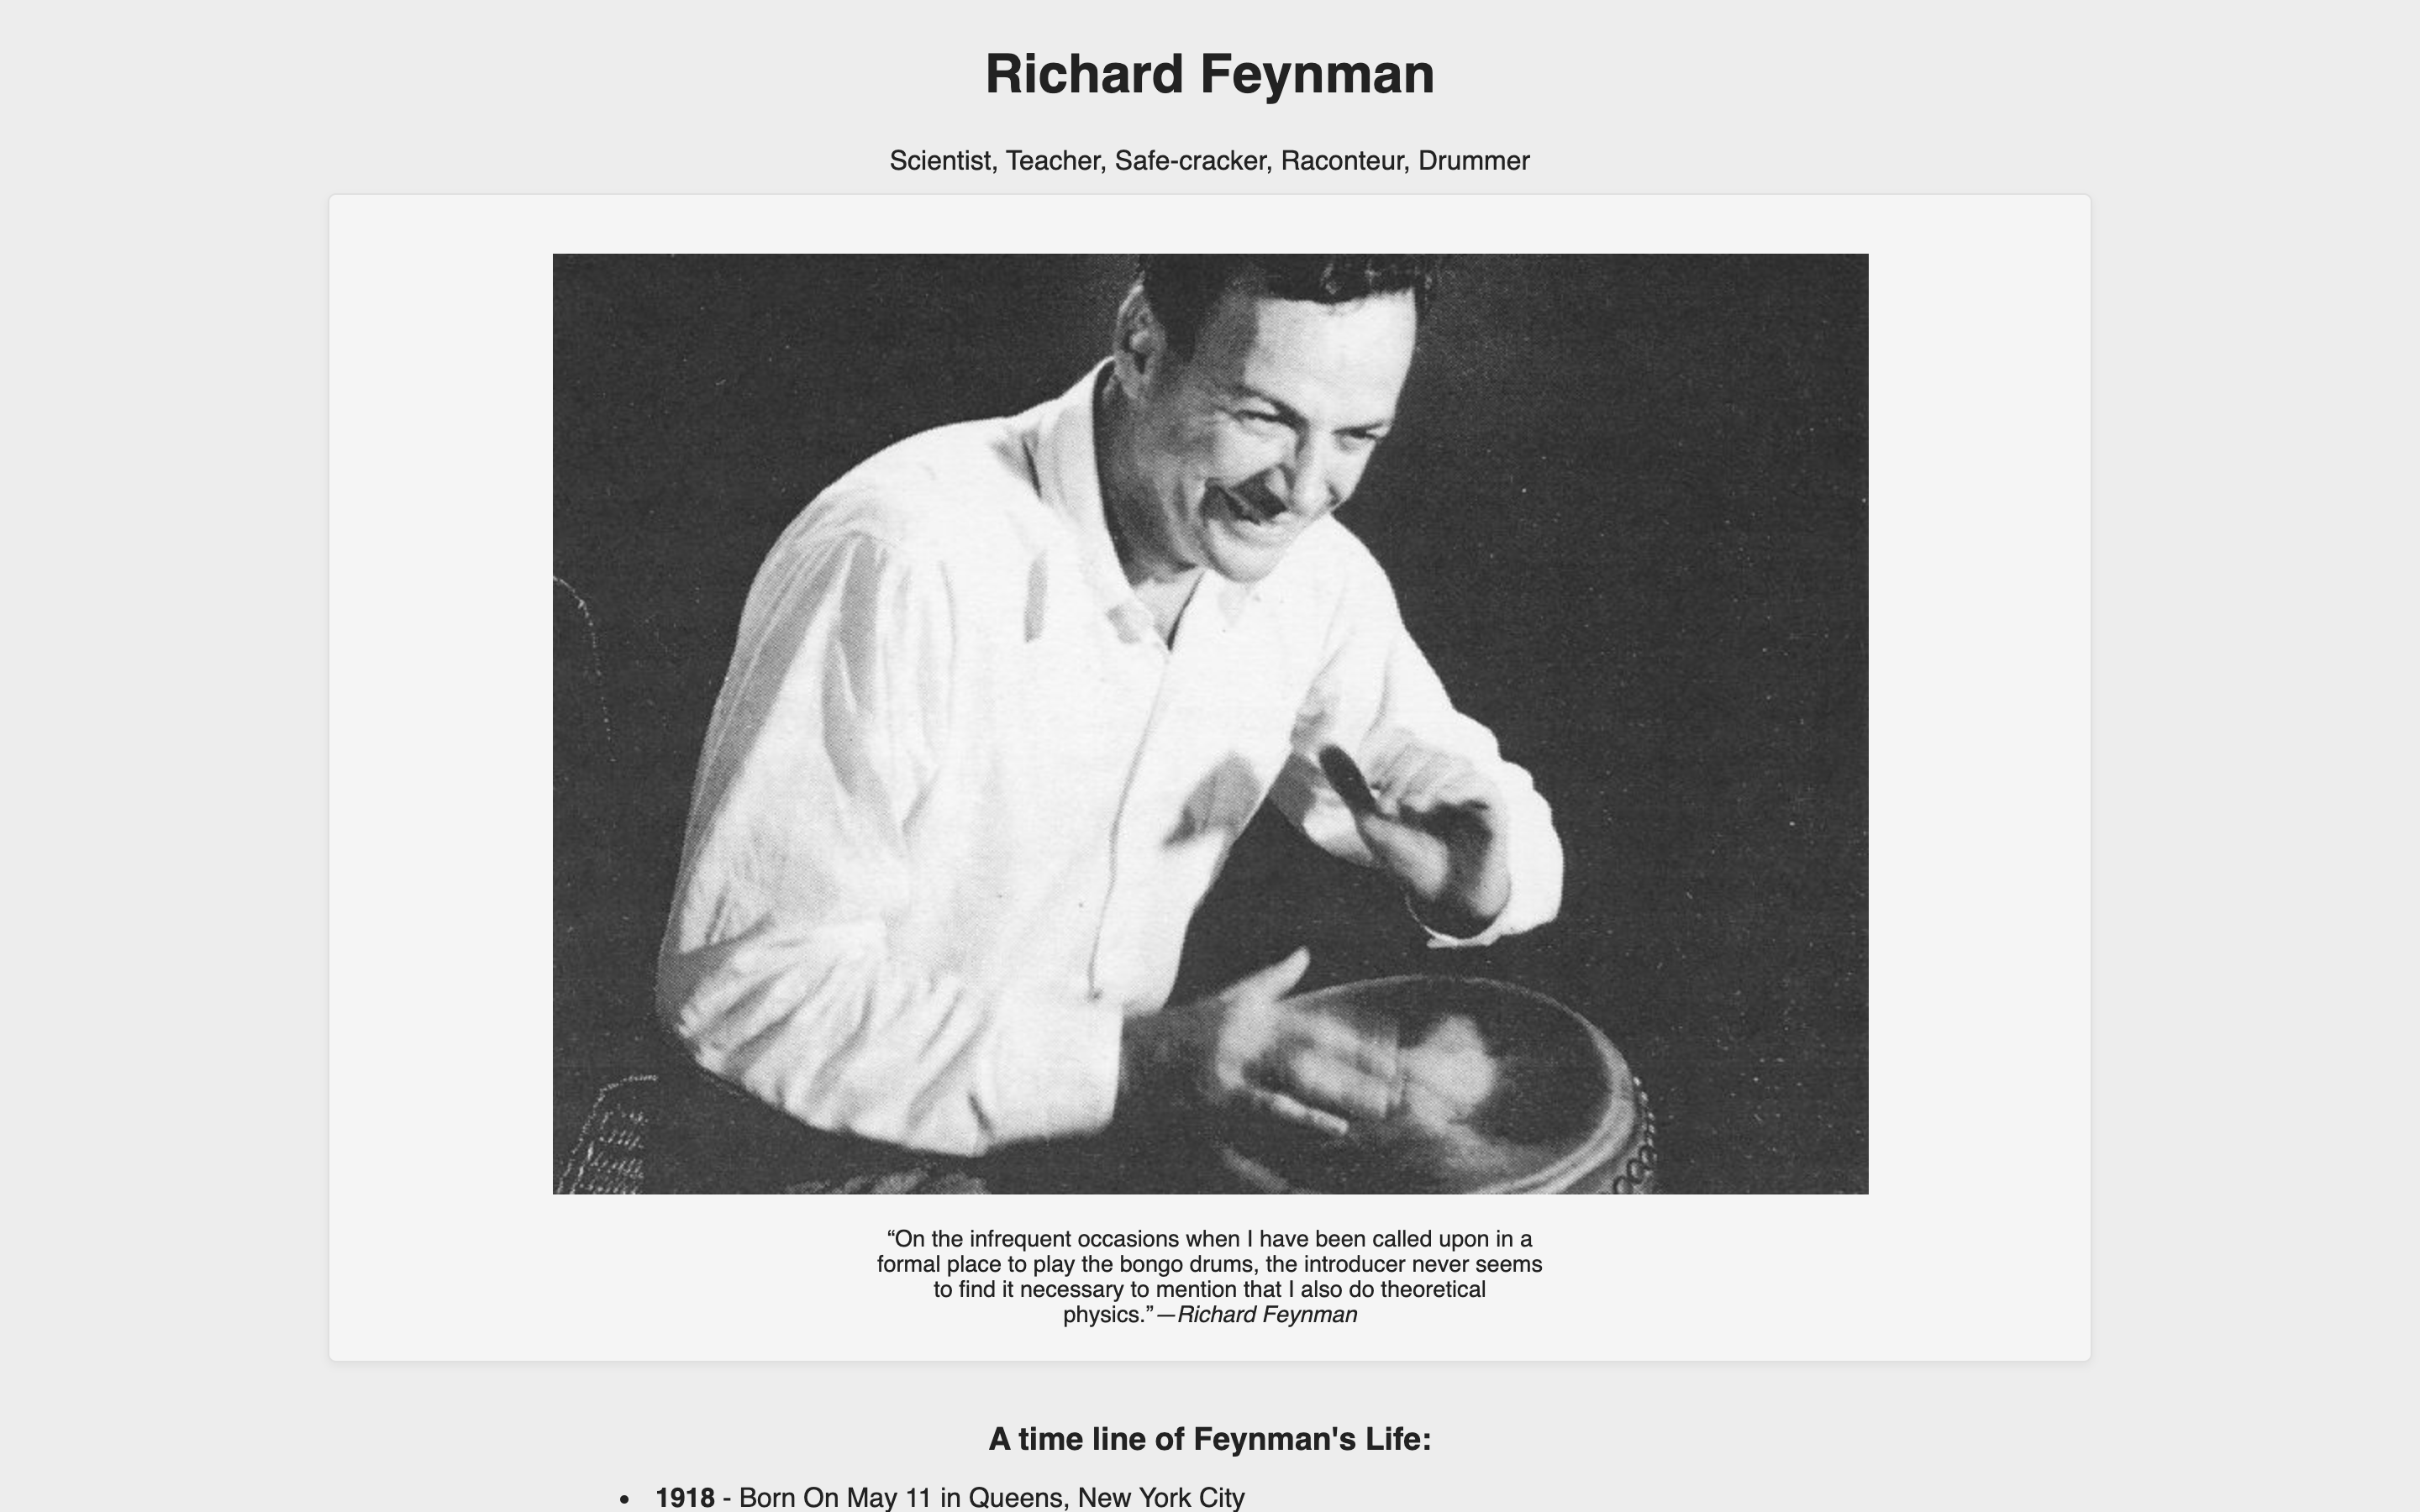 Richard Feynman
Scientist, Teacher, Safe-cracker, Raconteur, Drummer
“On the infrequent occasions when I have been called upon in a
formal place to play the bongo drums, the introducer never seems
to find it necessary to mention that I also do theoretical
physics.”—Richard Feynman
A time line of Feynman's Life:
• 1918 - Born On May 11 in Queens, New York City